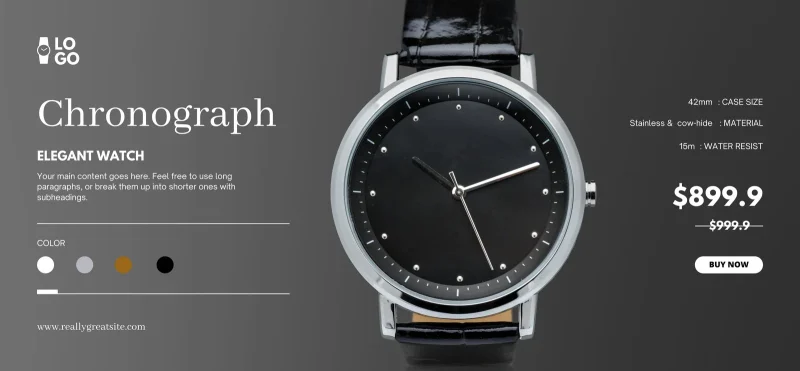 LO
GO
Chronograph
ELEGANT WATCH
Your main content goes here. Feel free to use long
paragraphs, or break them up into shorter ones with
subheadings.
COLOR
www.reallygreatsite.com
42mm : CASE SIZE
Stainless & cow-hide : MATERIAL
15m : WATER RESIST
$899.9
$999.9
BUY NOW